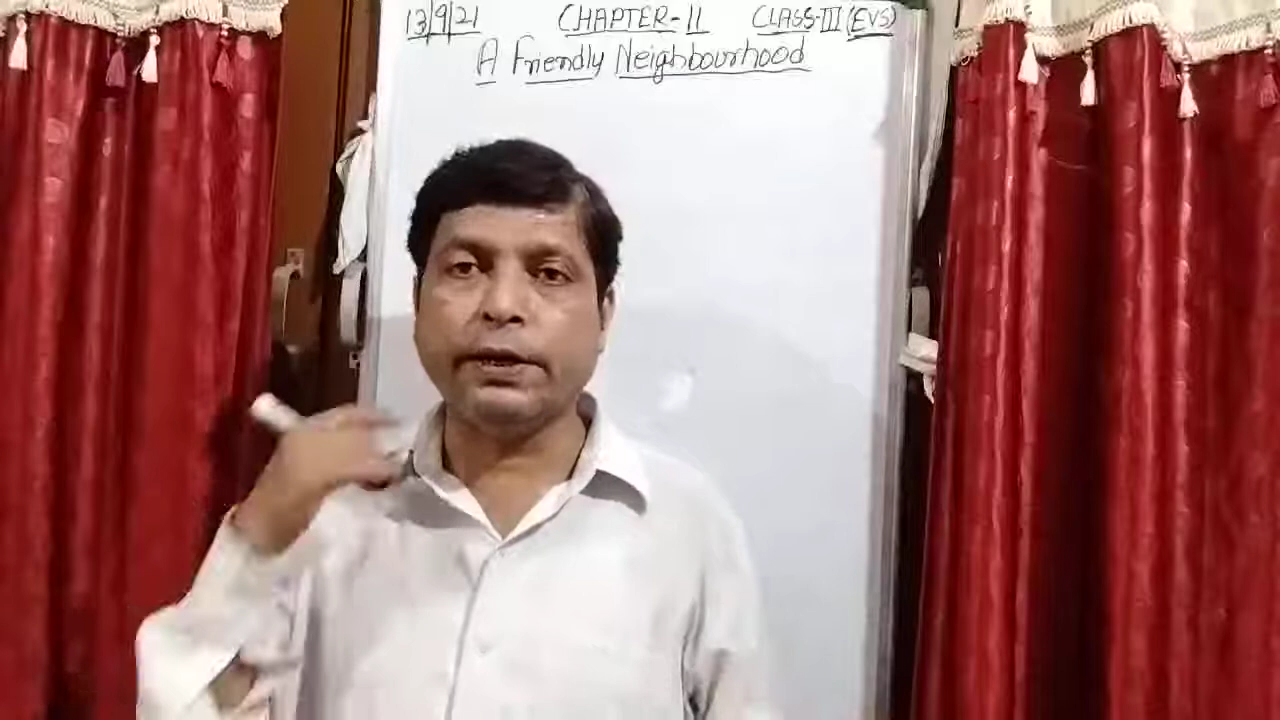 13/9/21 CHAPTER-11 CLASS-III (EVS)
A Friendly Neighbourhood